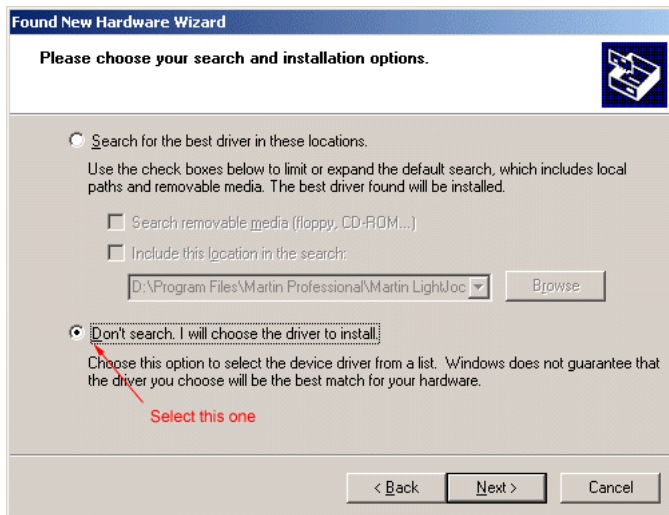 Found New Hardware Wizard
Please choose your search and installation options.
Search for the best driver in these locations.
Use the check boxes below to limit or expand the default search, which includes local
paths and removable media. The best driver found will be installed.
Search removable media (floppy, CD-ROM...)
Include this location in the search:
D:\Program Files\Martin Professional\Martin LightJoc
Browse
Don't search. I will choose the driver to install.
Choose this option to select the device driver from a list. Windows does not guarantee that
the driver you choose will be the best match for your hardware.
Select this one
< Back Next > Cancel